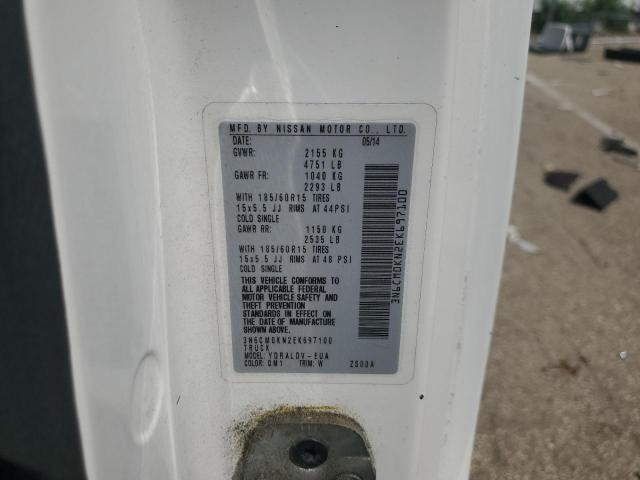 MFD. BY NISSAN MOTOR CO., LTD.
DATE: 05/14
GVWR: 2155 KG
4751 LB
GAWR FR: 1040 KG
2293 LB
WITH 185/60R15 TIRES
15x5.5 JJ RIMS AT 44PSI
COLD SINGLE
GAWR RR: 1150 KG
2535 LB
WITH 185/60R15 TIRES
15x5.5 JJ RIMS AT 48 PSI
COLD SINGLE
THIS VEHICLE CONFORMS TO
ALL APPLICABLE FEDERAL
MOTOR VEHICLE SAFETY AND
THEFT PREVENTION
STANDARDS IN EFFECT ON THE
DATE OF MANUFACTURE
SHOWN ABOVE.
3N6CM0KN2EK697100
TRUCK
MODEL: YDRALDV-EUA
COLOR: QM1 TRIM: W 2500A
3N6CM0KN2EK697100